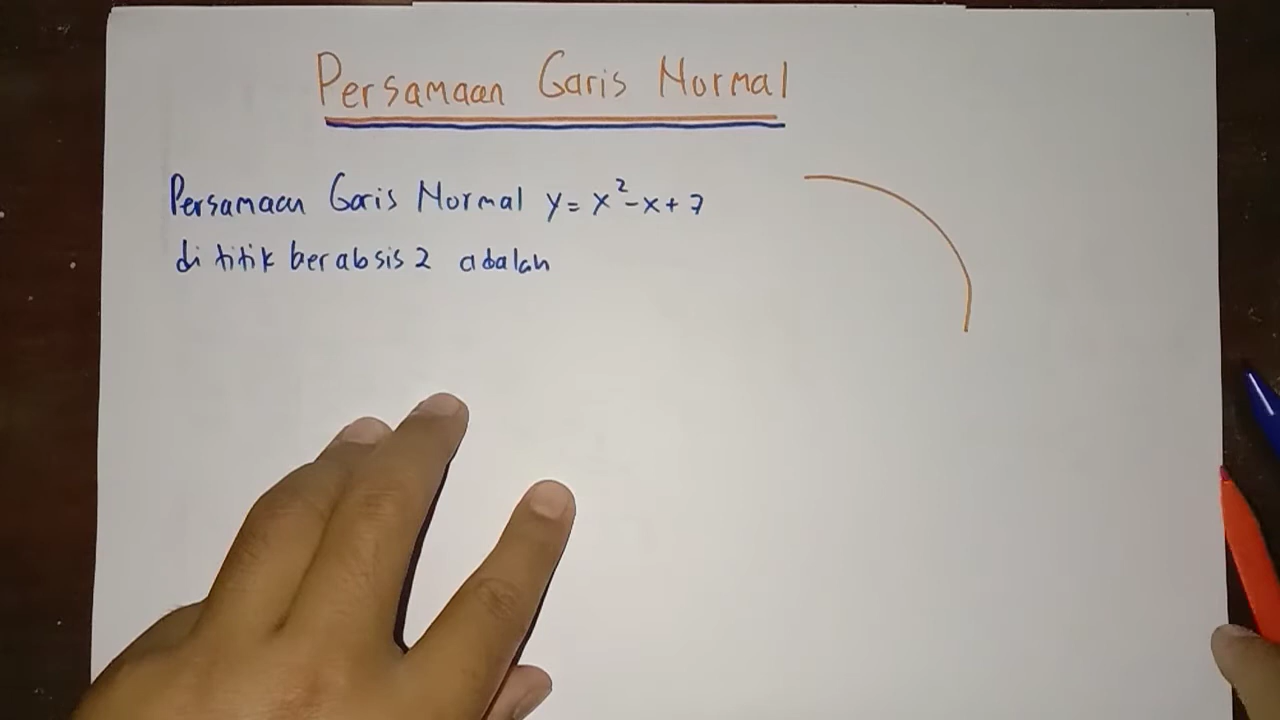 Persamaan Garis Normal
Persamaan Garis Normal y = x² - x + 7
di titik berabsis 2 adalah